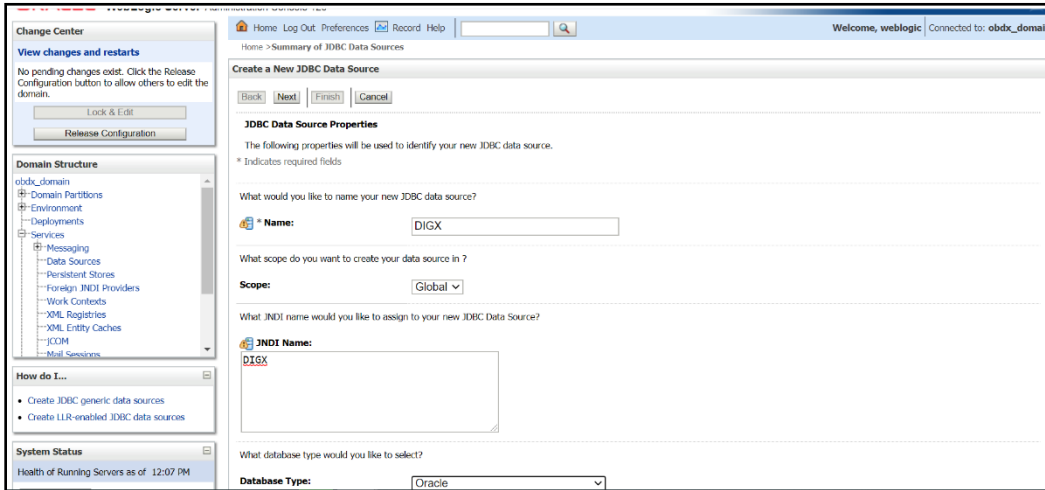 Change Center
View changes and restarts
No pending changes exist. Click the Release
Configuration button to allow others to edit the
domain.
Lock & Edit
Release Configuration
Domain Structure
obdx_domain
Domain Partitions
Environment
Deployments
Services
Messaging
Data Sources
Persistent Stores
Foreign JNDI Providers
Work Contexts
XML Registries
XML Entity Caches
jCOM
Mail Sessions
How do I...
Create JDBC generic data sources
Create LLR-enabled JDBC data sources
System Status
Health of Running Servers as of 12:07 PM
Home Log Out Preferences Record Help
Welcome, weblogic Connected to: obdx_domai
Home >Summary of JDBC Data Sources
Create a New JDBC Data Source
Back Next Finish Cancel
JDBC Data Source Properties
The following properties will be used to identify your new JDBC data source.
* Indicates required fields
What would you like to name your new JDBC data source?
* Name: DIGX
What scope do you want to create your data source in ?
Scope: Global
What JNDI name would you like to assign to your new JDBC Data Source?
JNDI Name:
DIGX
What database type would you like to select?
Database Type: Oracle